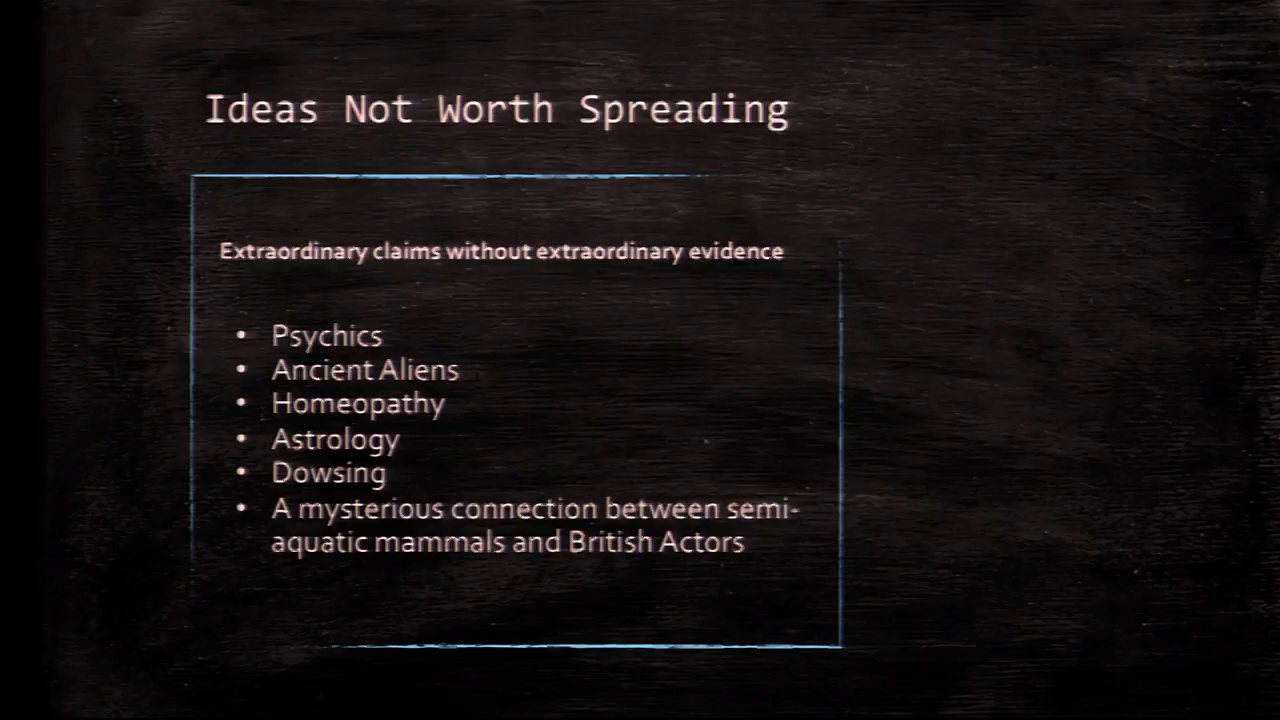 Ideas Not Worth Spreading
Extraordinary claims without extraordinary evidence
• Psychics
• Ancient Aliens
• Homeopathy
• Astrology
• Dowsing
• A mysterious connection between semi-
aquatic mammals and British Actors